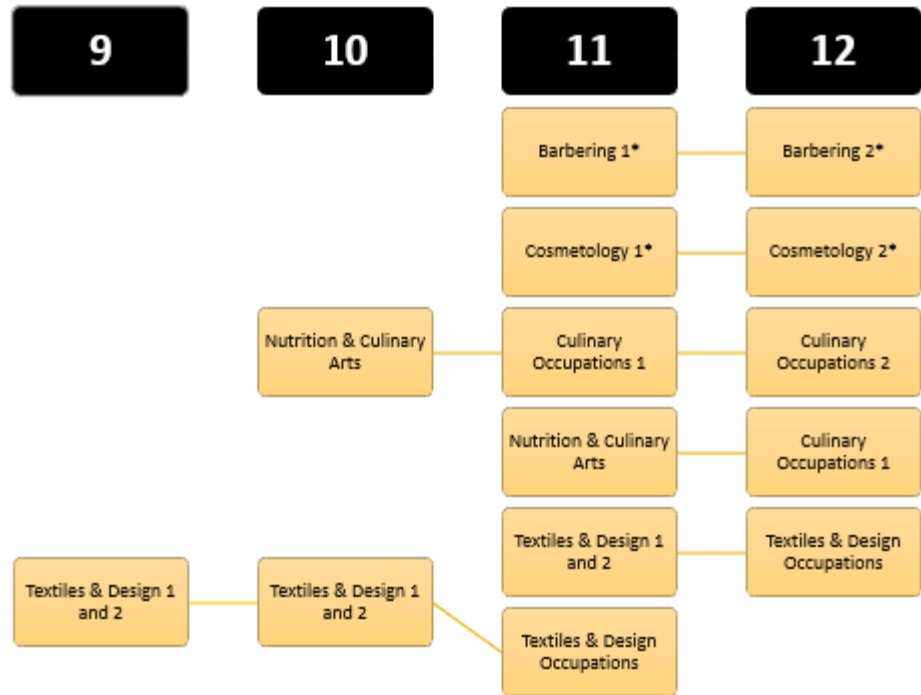 9
10
11
12
Barbering 1*
Barbering 2*
Cosmetology 1*
Cosmetology 2*
Nutrition & Culinary
Arts
Culinary
Occupations 1
Culinary
Occupations 2
Nutrition & Culinary
Arts
Culinary
Occupations 1
Textiles & Design 1
and 2
Textiles & Design
Occupations
Textiles & Design 1
and 2
Textiles & Design 1
and 2
Textiles & Design
Occupations